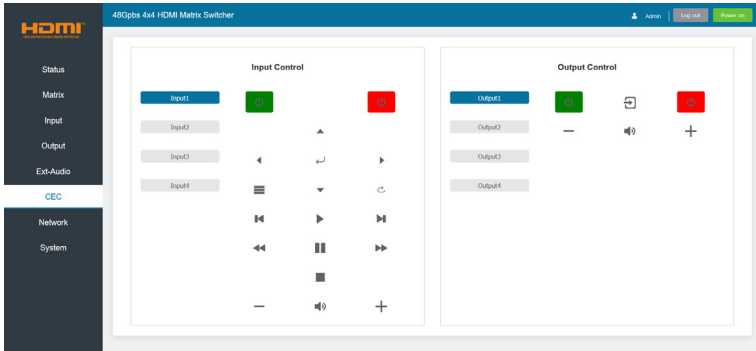 48Gpbs 4x4 HDMI Matrix Switcher
Admin
Log out
Power on
HDMI
Status
Matrix
Input
Output
Ext-Audio
CEC
Network
System
Input Control
Input1
Input2
Input3
Input4
Output Control
Output1
Output2
Output3
Output4